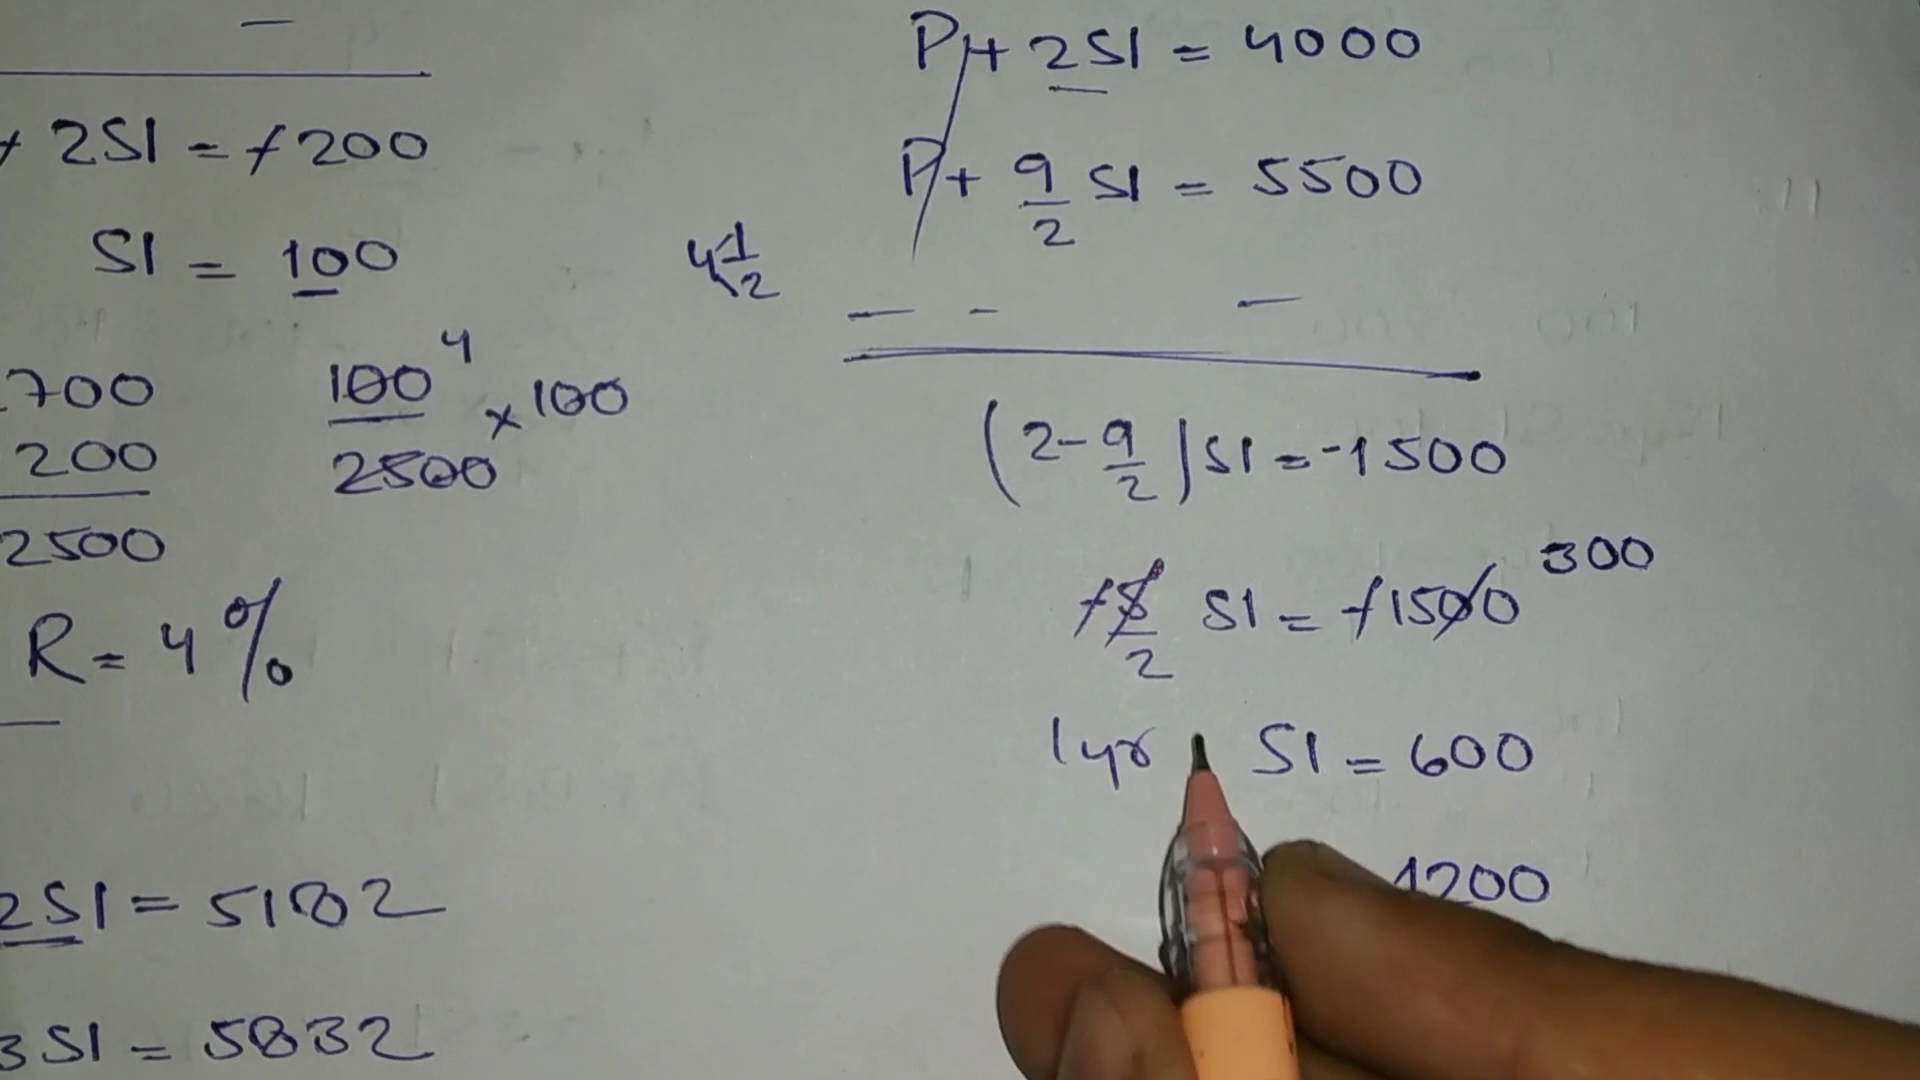 + 2SI = +200
SI = 100
700
200
2500
100 4
2500 × 100
R = 4%
2SI = 5182
3SI = 5832
P + 2SI = 4000
P + 9/2 SI = 5500
4 1/2
(2 - 9/2) SI = -1500
+5/2 SI = +1500 300
1yr SI = 600
1200